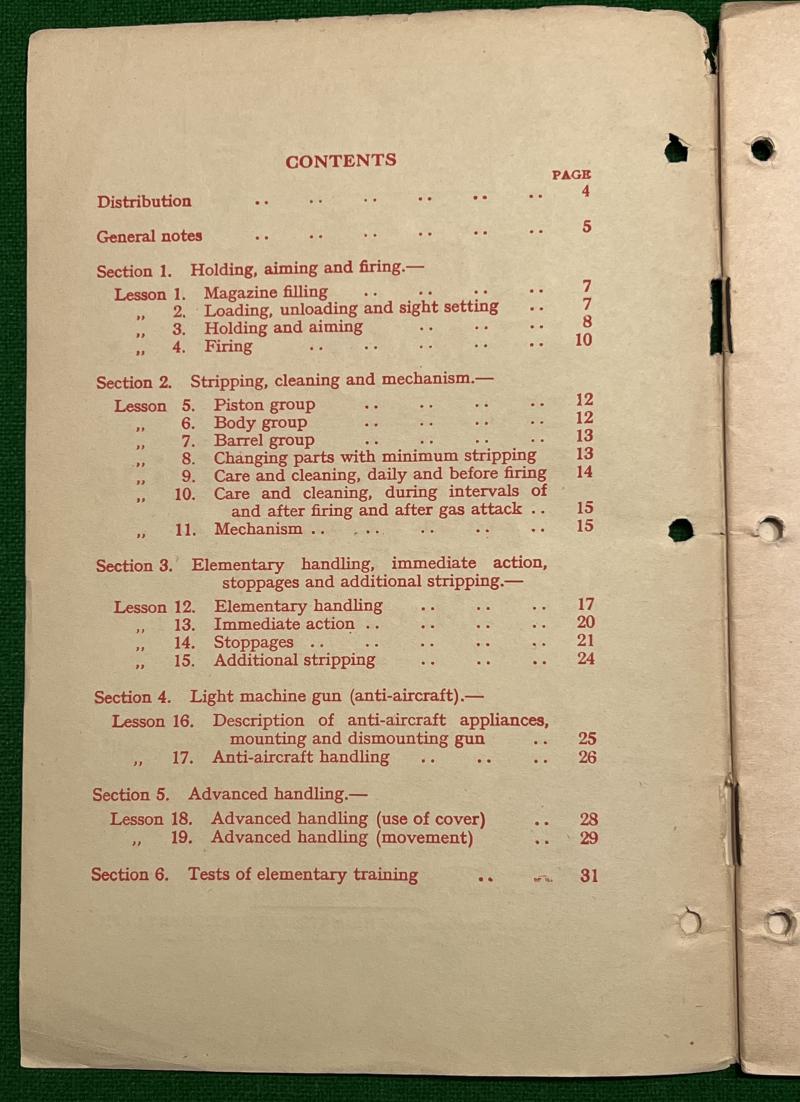 CONTENTS
PAGE
Distribution .. .. .. .. .. .. 4
General notes .. .. .. .. .. .. 5
Section 1. Holding, aiming and firing.—
Lesson 1. Magazine filling .. .. .. .. 7
„ 2. Loading, unloading and sight setting .. 7
„ 3. Holding and aiming .. .. .. 8
„ 4. Firing .. .. .. .. .. 10
Section 2. Stripping, cleaning and mechanism.—
Lesson 5. Piston group .. .. .. .. 12
„ 6. Body group .. .. .. .. 12
„ 7. Barrel group .. .. .. .. 13
„ 8. Changing parts with minimum stripping 13
„ 9. Care and cleaning, daily and before firing 14
„ 10. Care and cleaning, during intervals of
and after firing and after gas attack .. 15
„ 11. Mechanism .. .. .. .. .. 15
Section 3. Elementary handling, immediate action,
stoppages and additional stripping.—
Lesson 12. Elementary handling .. .. .. 17
„ 13. Immediate action .. .. .. .. 20
„ 14. Stoppages .. .. .. .. .. 21
„ 15. Additional stripping .. .. .. 24
Section 4. Light machine gun (anti-aircraft).—
Lesson 16. Description of anti-aircraft appliances,
mounting and dismounting gun .. 25
„ 17. Anti-aircraft handling .. .. .. 26
Section 5. Advanced handling.—
Lesson 18. Advanced handling (use of cover) .. 28
„ 19. Advanced handling (movement) .. 29
Section 6. Tests of elementary training .. .. 31